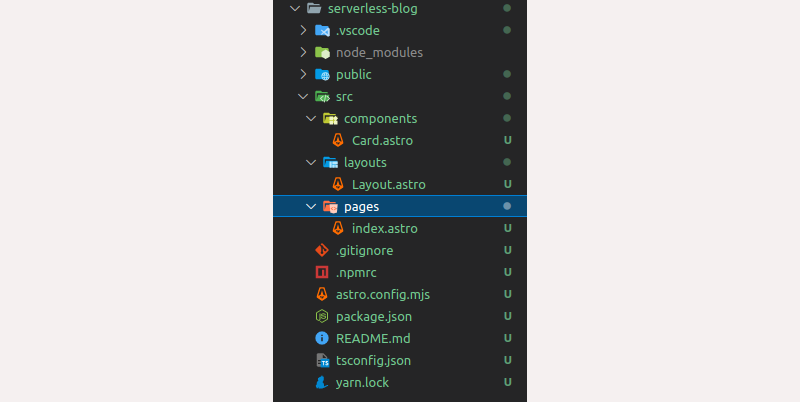 serverless-blog
.vscode
node_modules
public
src
components
Card.astro U
layouts
Layout.astro U
pages
index.astro U
.gitignore U
.npmrc U
astro.config.mjs U
package.json U
README.md U
tsconfig.json U
yarn.lock U